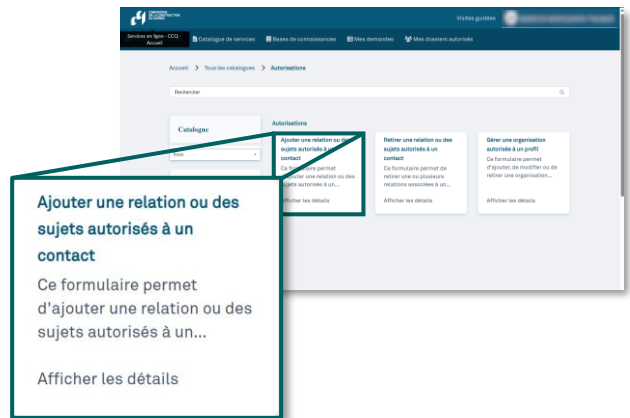 COMMISSION
DE LA CONSTRUCTION
DU QUÉBEC
Visites guidées
Services en ligne - CCQ -
Accueil
Catalogue de services
Bases de connaissances
Mes demandes
Mes dossiers autorisés
Accueil > Tous les catalogues > Autorisations
Rechercher
Catalogue
Autorisations
Ajouter une relation ou des
sujets autorisés à un
contact
Ce formulaire permet
d'ajouter une relation ou des
sujets autorisés à un...
Afficher les détails
Retirer une relation ou des
sujets autorisés à un
contact
Ce formulaire permet de
retirer une ou plusieurs
relations associées à un...
Afficher les détails
Gérer une organisation
autorisée à un profil
Ce formulaire permet
d'ajouter, de modifier ou de
retirer une organisation...
Afficher les détails
Ajouter une relation ou des
sujets autorisés à un
contact
Ce formulaire permet
d'ajouter une relation ou des
sujets autorisés à un...
Afficher les détails